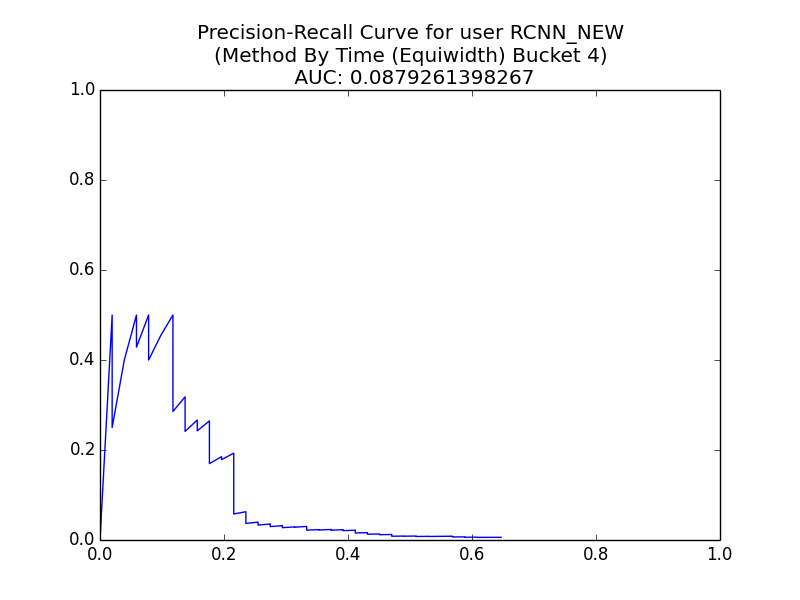 Precision-Recall Curve for user RCNN_NEW
(Method By Time (Equiwidth) Bucket 4)
AUC: 0.0879261398267
1.0
0.8
0.6
0.4
0.2
0.0
0.0 0.2 0.4 0.6 0.8 1.0